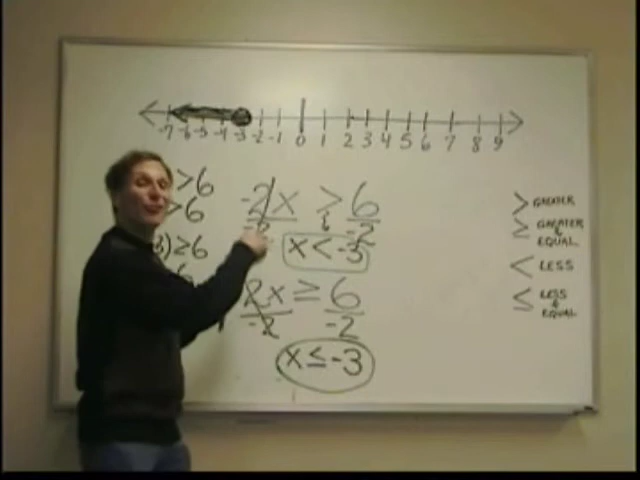 -7 -6 -5 -4 -3 -2 -1 0 1 2 3 4 5 6 7 8 9
>6
>6
3)≥6
6
-2x > 6
-2 -2
x < -3
2x ≥ 6
-2 -2
x ≤ -3
> GREATER
≥ GREATER & EQUAL
< LESS
≤ LESS & EQUAL